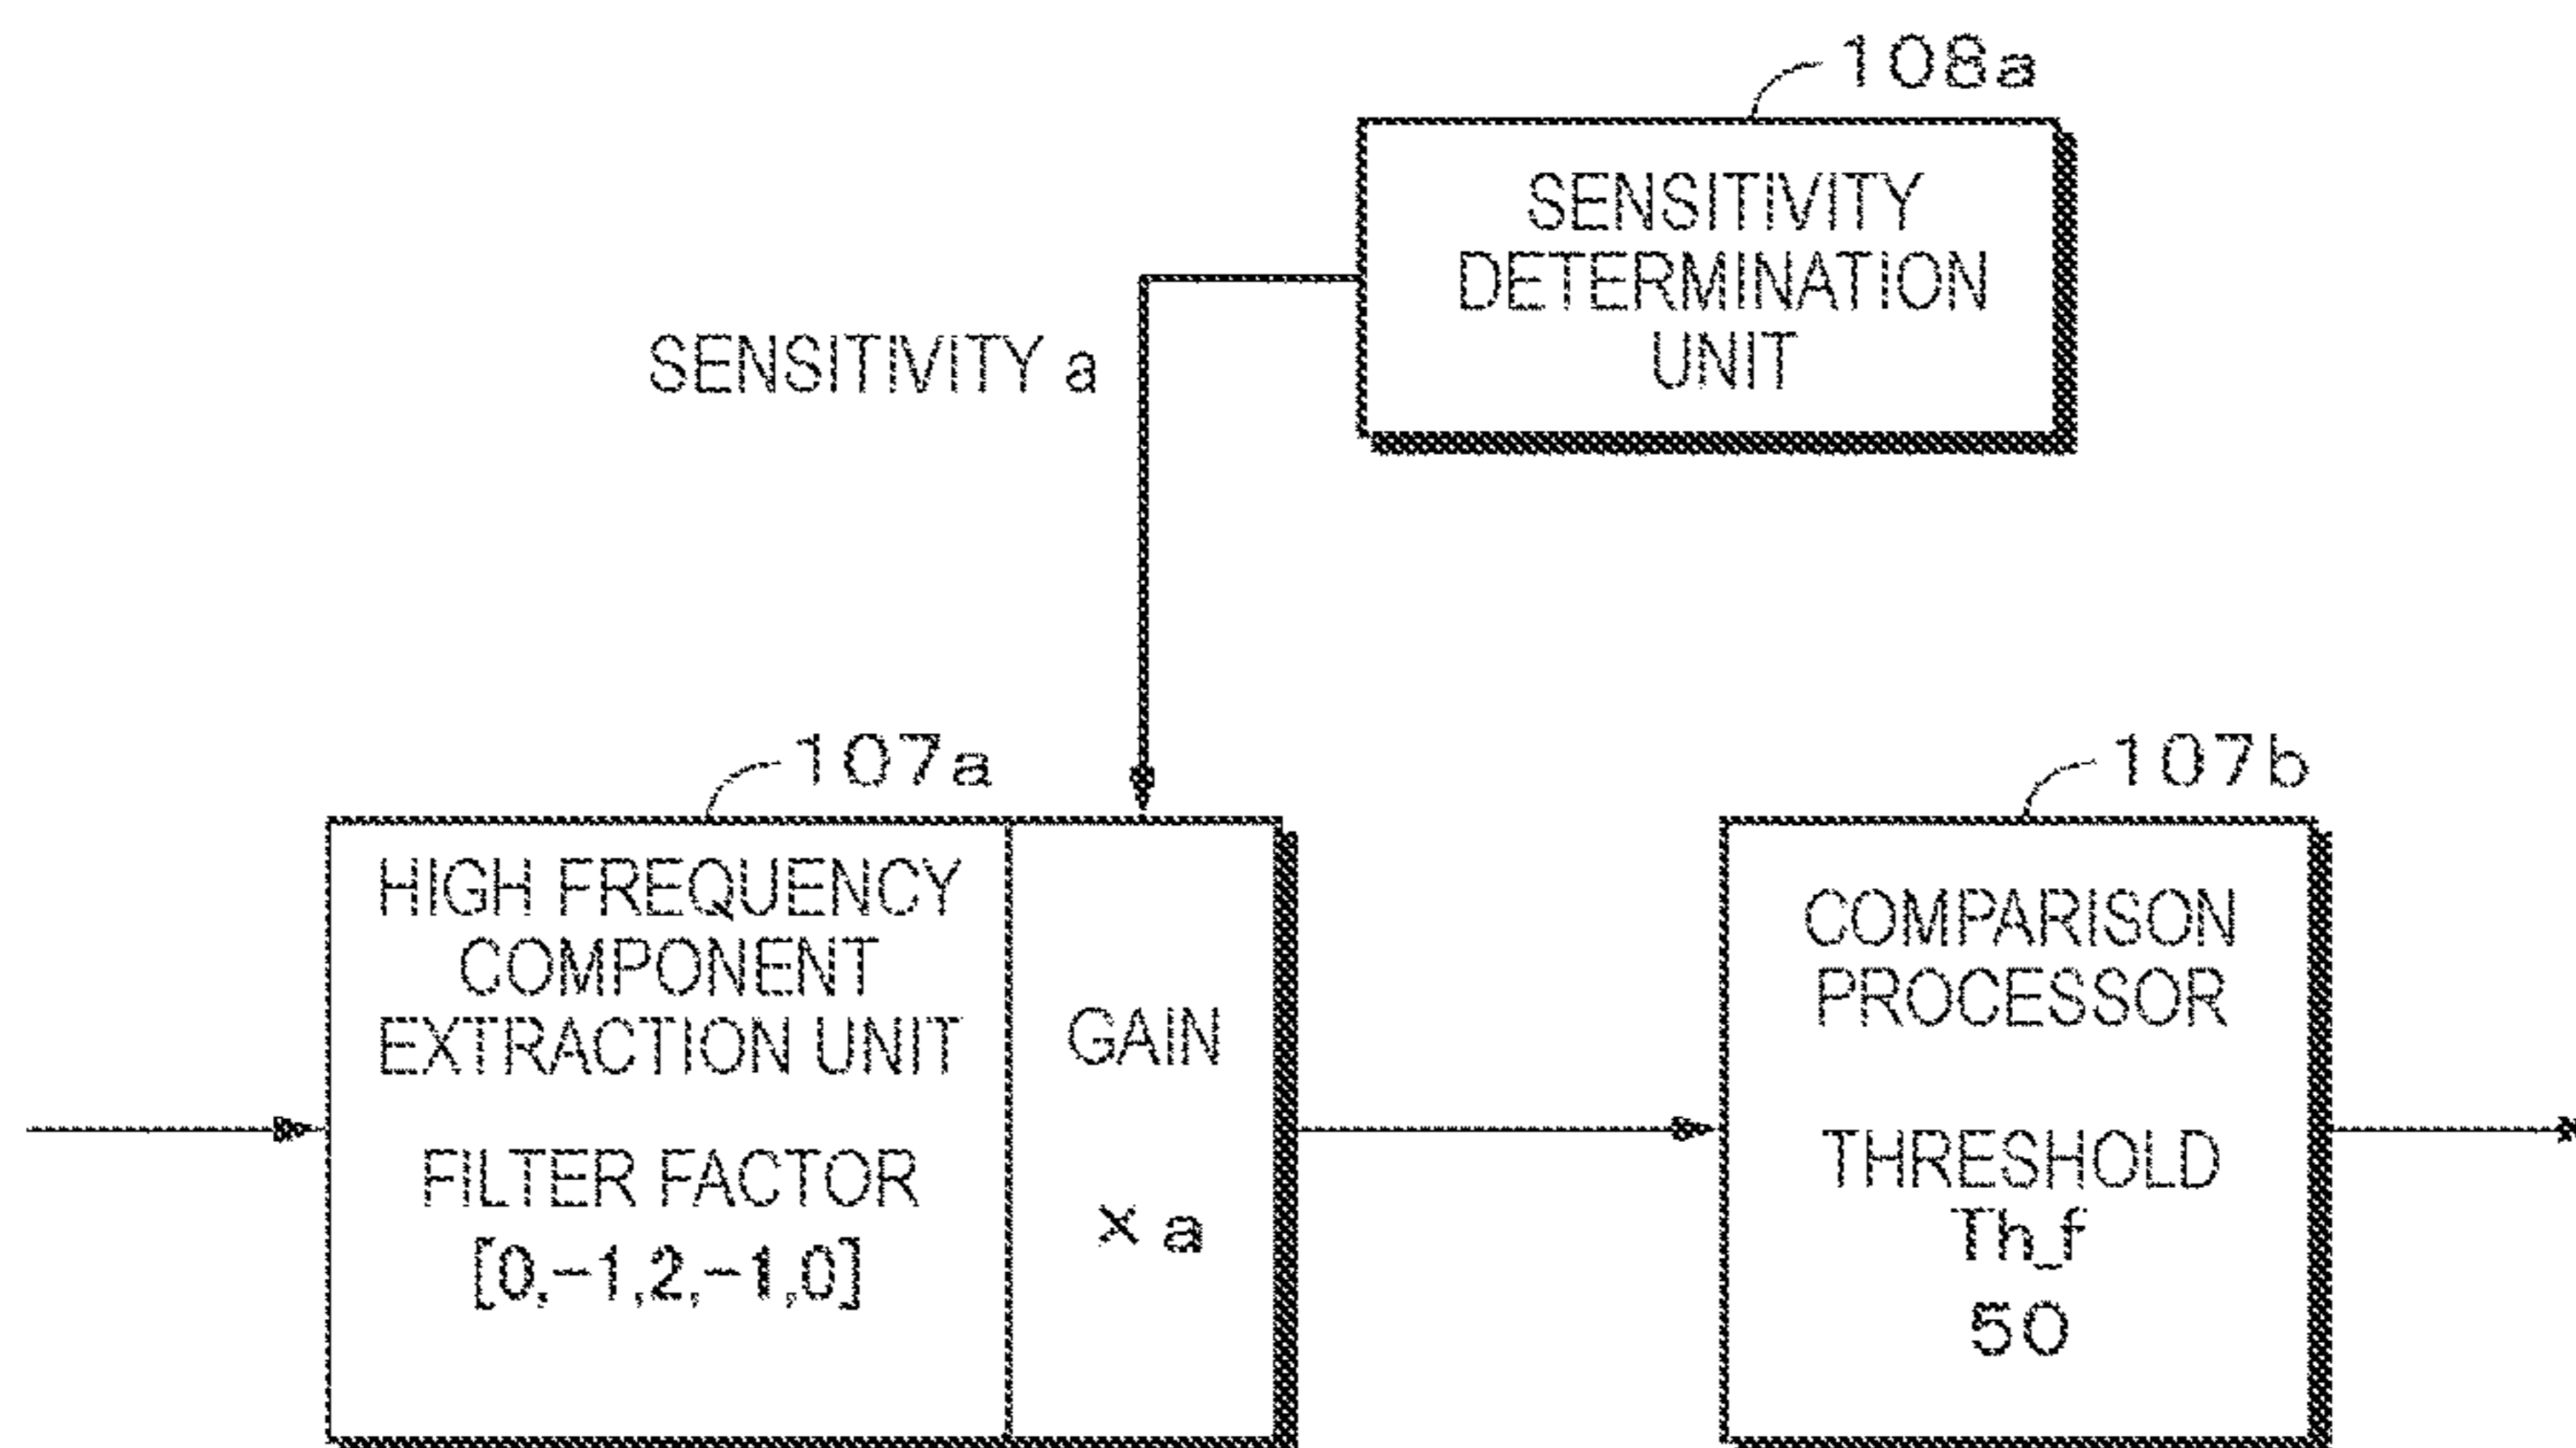 108a
SENSITIVITY
DETERMINATION
UNIT
SENSITIVITY a
107a
HIGH FREQUENCY
COMPONENT
EXTRACTION UNIT
FILTER FACTOR
[0,-1,2,-1,0]
GAIN
× a
107b
COMPARISON
PROCESSOR
THRESHOLD
Th_f
50